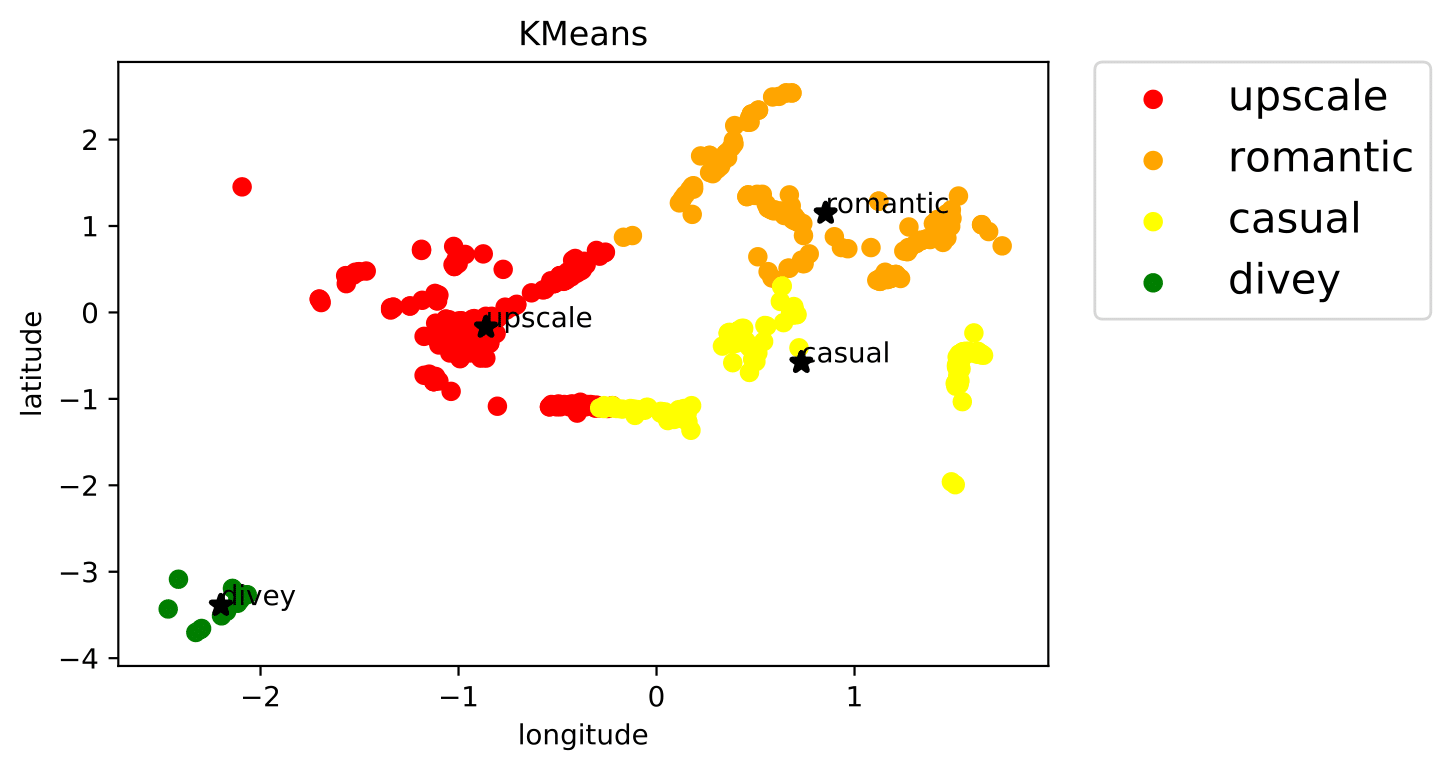 KMeans
upscale
romantic
casual
divey
2
1
0
−1
−2
−3
−4
latitude
romantic
upscale
casual
divey
−2
−1
0
1
longitude